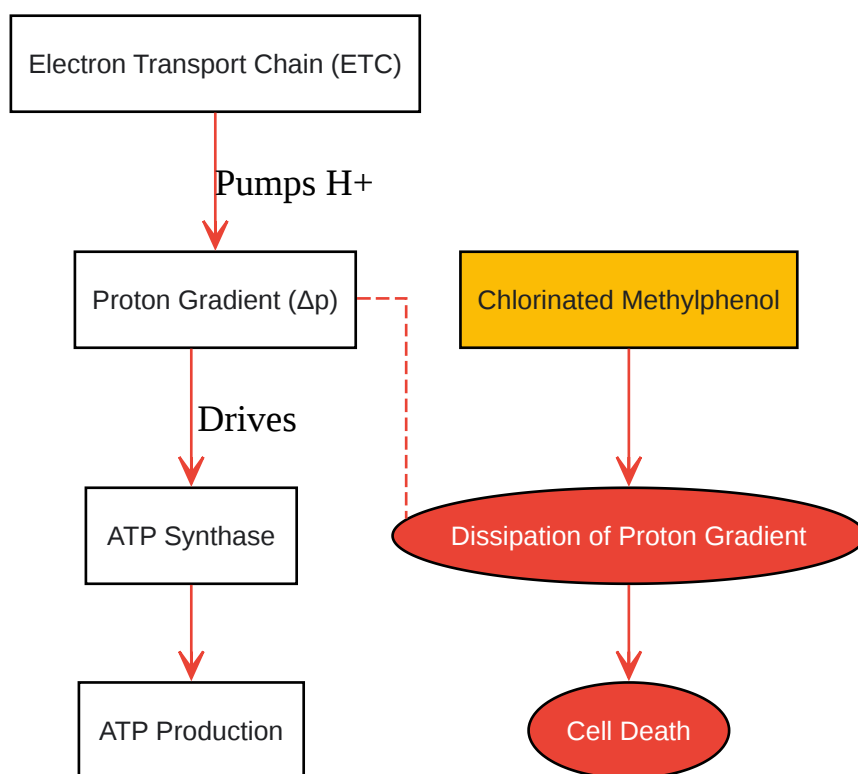 Electron Transport Chain (ETC)
Pumps H+
Proton Gradient (Δp)
Chlorinated Methylphenol
Drives
ATP Synthase
Dissipation of Proton Gradient
ATP Production
Cell Death